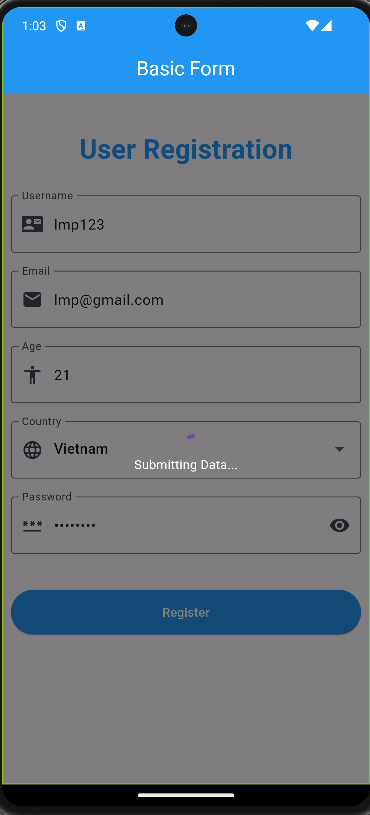 1:03
Basic Form
User Registration
Username
lmp123
Email
lmp@gmail.com
Age
21
Country
Vietnam
Submitting Data...
Password
***
••••••••
Register